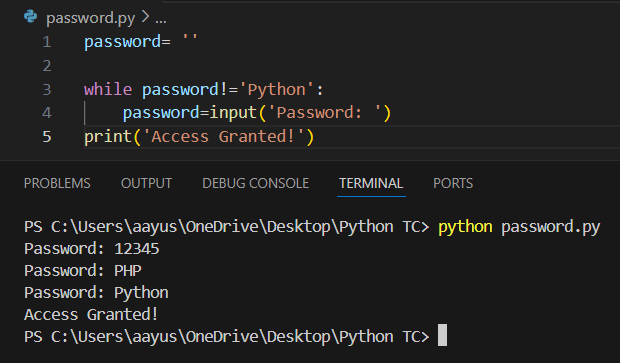 password.py > ...
1 password= ''
2
3 while password!='Python':
4     password=input('Password: ')
5 print('Access Granted!')
PROBLEMS OUTPUT DEBUG CONSOLE TERMINAL PORTS
PS C:\Users\aayus\OneDrive\Desktop\Python TC> python password.py
Password: 12345
Password: PHP
Password: Python
Access Granted!
PS C:\Users\aayus\OneDrive\Desktop\Python TC>